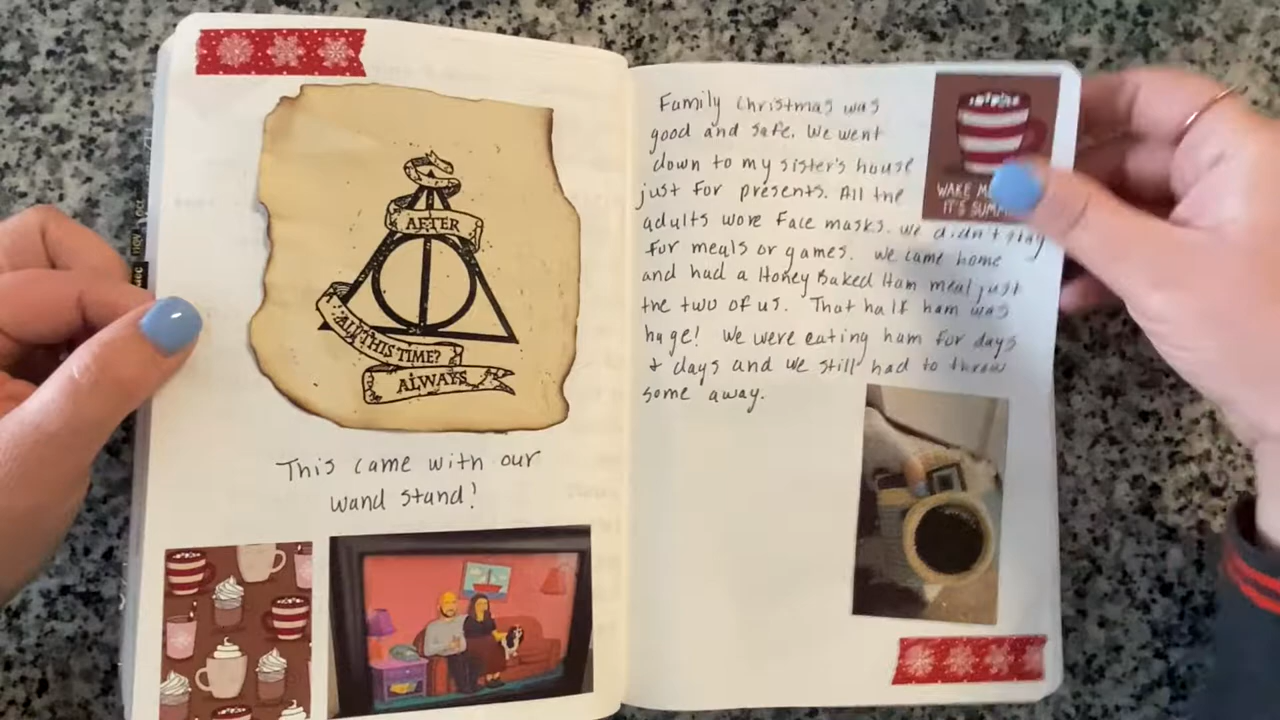 AFTER
ALL THIS TIME?
ALWAYS
This came with our
wand stand!
Family Christmas was
good and safe. We went
down to my sister's house
just for presents. All the
adults wore face masks. We didn't stay
for meals or games. We came home
and had a Honey Baked Ham meal just
the two of us. That half ham was
huge! We were eating ham for days
+ days and we still had to throw
some away.
WAKE
IT'S